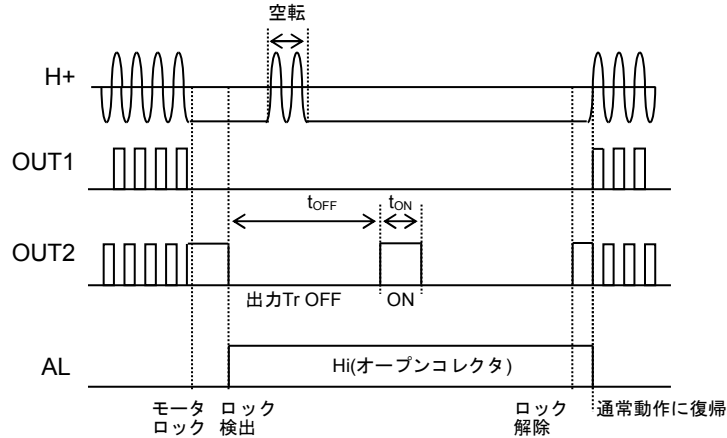 空転
H+
OUT1
tOFF
tON
OUT2
出力Tr OFF
ON
AL
Hi(オープンコレクタ)
モータ
ロック
ロック
検出
ロック
解除
通常動作に復帰